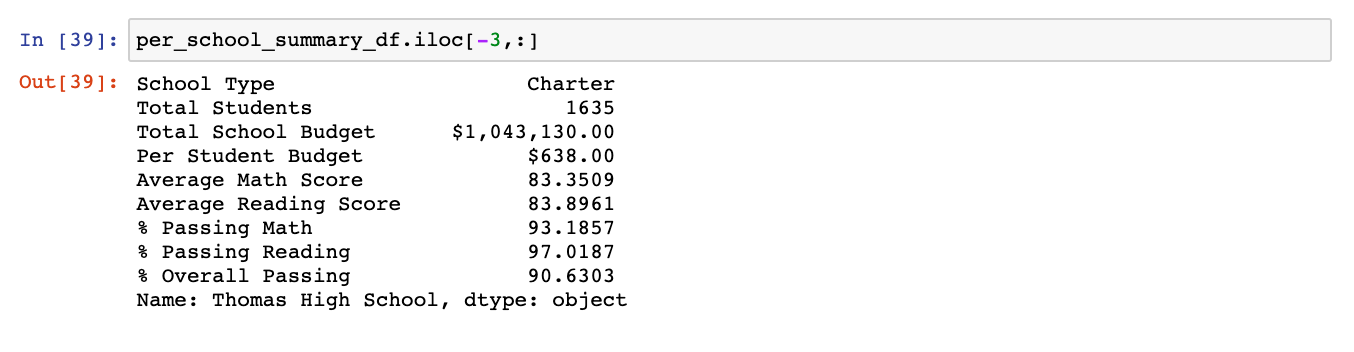 In [39]: per_school_summary_df.iloc[-3,:]
Out[39]: School Type Charter
Total Students 1635
Total School Budget $1,043,130.00
Per Student Budget $638.00
Average Math Score 83.3509
Average Reading Score 83.8961
% Passing Math 93.1857
% Passing Reading 97.0187
% Overall Passing 90.6303
Name: Thomas High School, dtype: object